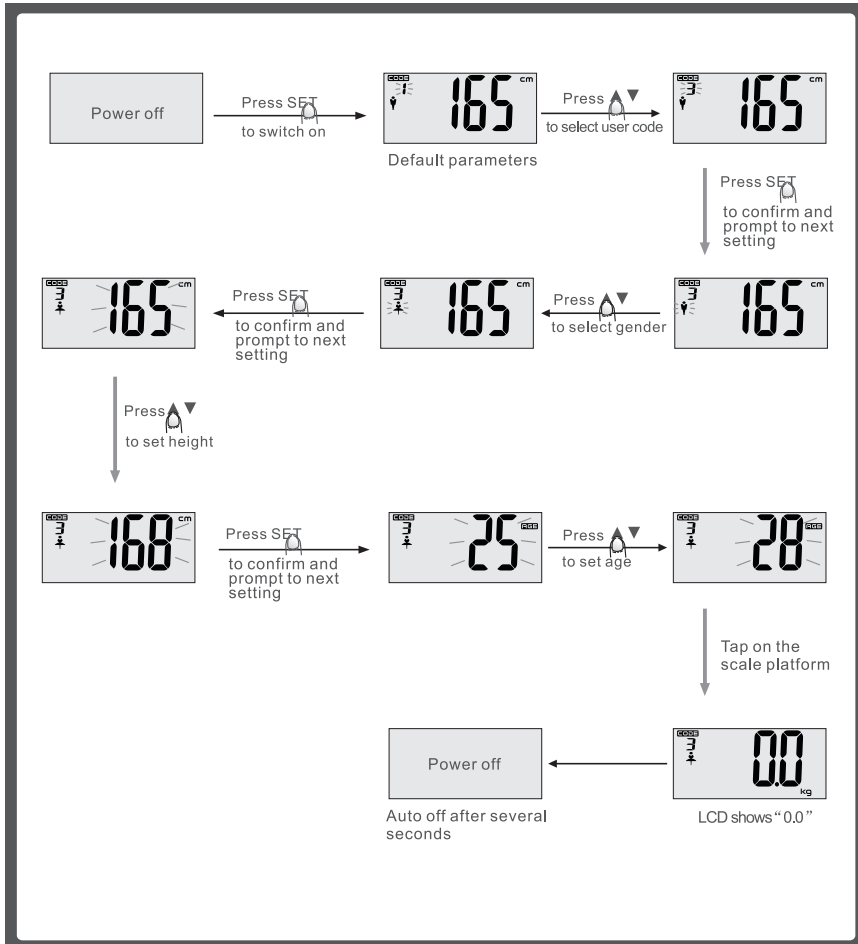 Power off
Press SET
to switch on
CODE
1
165
cm
Default parameters
Press ▲ ▼
to select user code
CODE
3
165
cm
Press SET
to confirm and
prompt to next
setting
CODE
3
165
cm
Press ▲ ▼
to select gender
CODE
3
165
cm
Press SET
to confirm and
prompt to next
setting
CODE
3
165
cm
Press ▲ ▼
to set height
CODE
3
168
cm
Press SET
to confirm and
prompt to next
setting
CODE
3
25
AGE
Press ▲ ▼
to set age
CODE
3
28
AGE
Tap on the
scale platform
CODE
3
0.0
kg
LCD shows “ 0.0 ”
Power off
Auto off after several
seconds